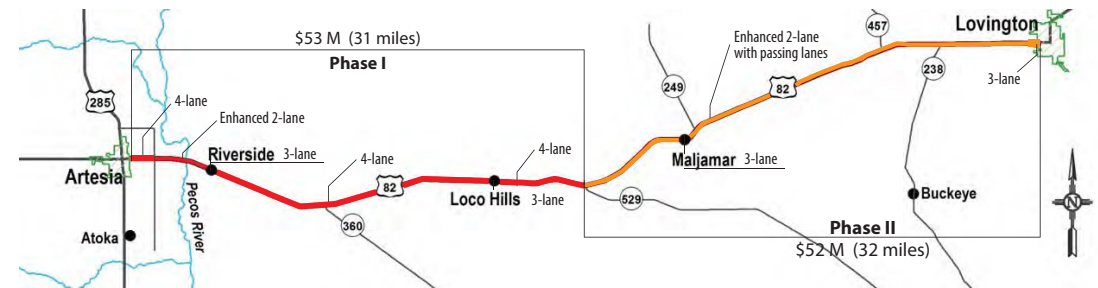 457
Lovington
$53 M (31 miles)
Phase I
Enhanced 2-lane
with passing lanes
238
3-lane
249
82
285
4-lane
Enhanced 2-lane
Riverside 3-lane
4-lane
4-lane
Maljamar 3-lane
Artesia
82
Loco Hills 3-lane
529
Buckeye
N
Pecos River
360
Atoka
Phase II
$52 M (32 miles)